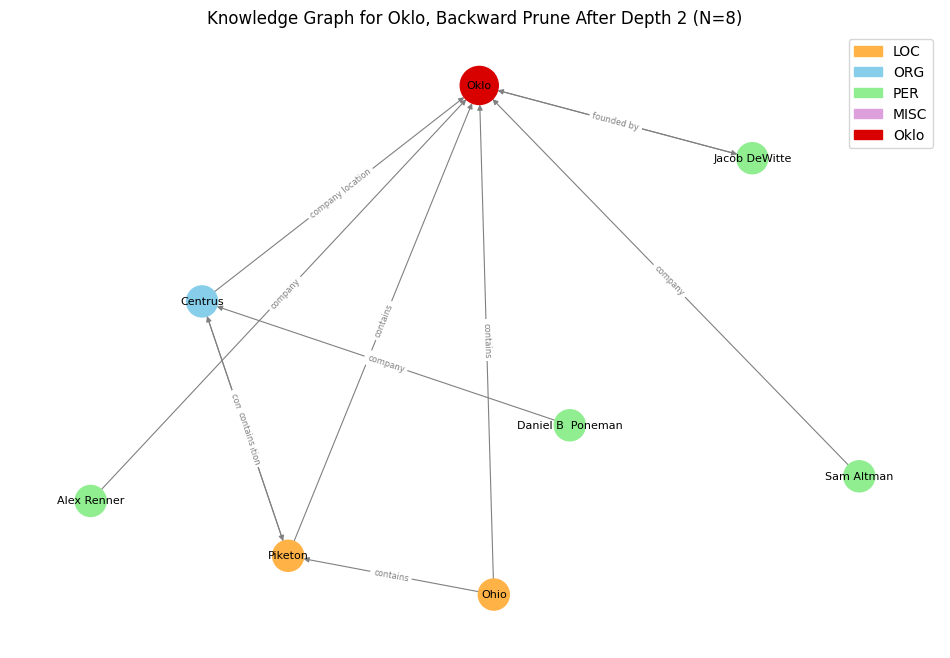 Knowledge Graph for Oklo, Backward Prune After Depth 2 (N=8)
LOC
ORG
PER
MISC
Oklo
Oklo
founded by
Jacob DeWitte
company location
company
company
Centrus
contains
contains
company
contains
Daniel B  Poneman
Sam Altman
Alex Renner
Piketon
contains
Ohio